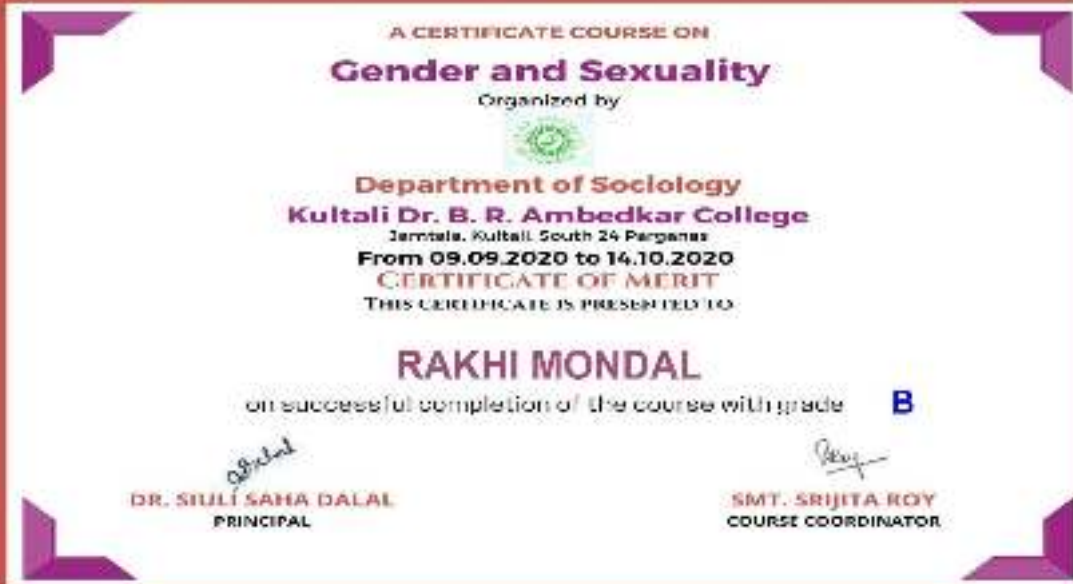 A CERTIFICATE COURSE ON
Gender and Sexuality
Organized by
Department of Sociology
Kultali Dr. B. R. Ambedkar College
Jamtala, Kultali, South 24 Parganas
From 09.09.2020 to 14.10.2020
CERTIFICATE OF MERIT
THIS CERTIFICATE IS PRESENTED TO
RAKHI MONDAL
on successful completion of the course with grade B
DR. SIULI SAHA DALAL
PRINCIPAL
SMT. SRIJITA ROY
COURSE COORDINATOR